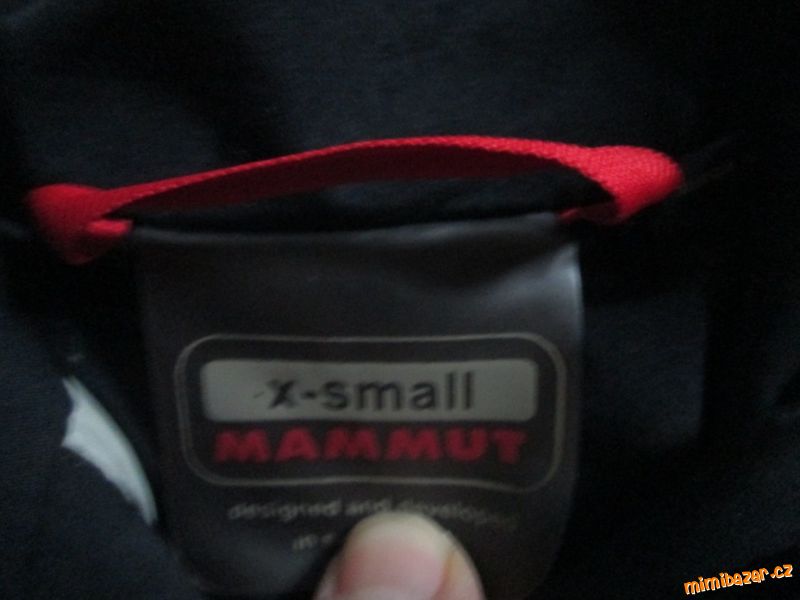 x-small
MAMMUT
designed and developed
mimibazar.cz